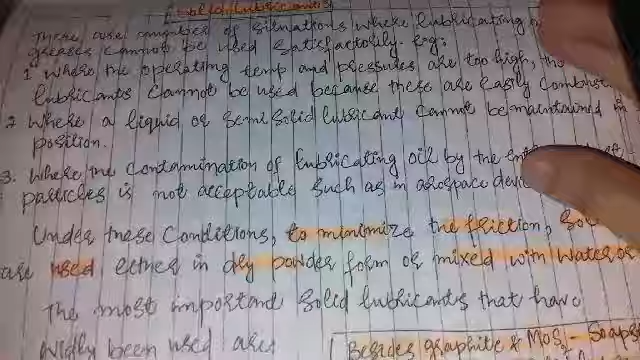 Solid lubricants
There are number of situations where lubricating
greases cannot be used satisfactorily. Eg:
1. Where the operating temp and pressures are too high, the
lubricants cannot be used because these are easily combust
2. Where a liquid or semi solid lubricant cannot be maintained in
position.
3. Where the contamination of lubricating oil by the
particles is not acceptable such as in aerospace devic
Under these conditions, to minimize the friction, sol
are used either in dry powder form or mixed with water or
The most important solid lubricants that have
widly been used are
Besides graphite & MoS2 - Soaps